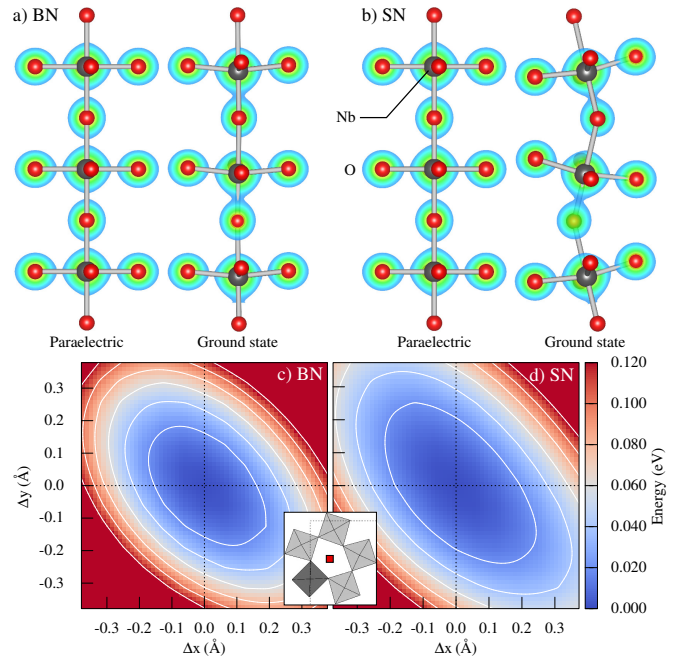 a) BN
b) SN
Nb
O
Paraelectric
Ground state
Paraelectric
Ground state
c) BN
d) SN
0.3
0.2
0.1
0.0
-0.1
-0.2
-0.3
Δy (Å)
-0.3 -0.2 -0.1 0.0 0.1 0.2 0.3
Δx (Å)
-0.3 -0.2 -0.1 0.0 0.1 0.2 0.3
Δx (Å)
0.120
0.100
0.080
0.060
0.040
0.020
0.000
Energy (eV)